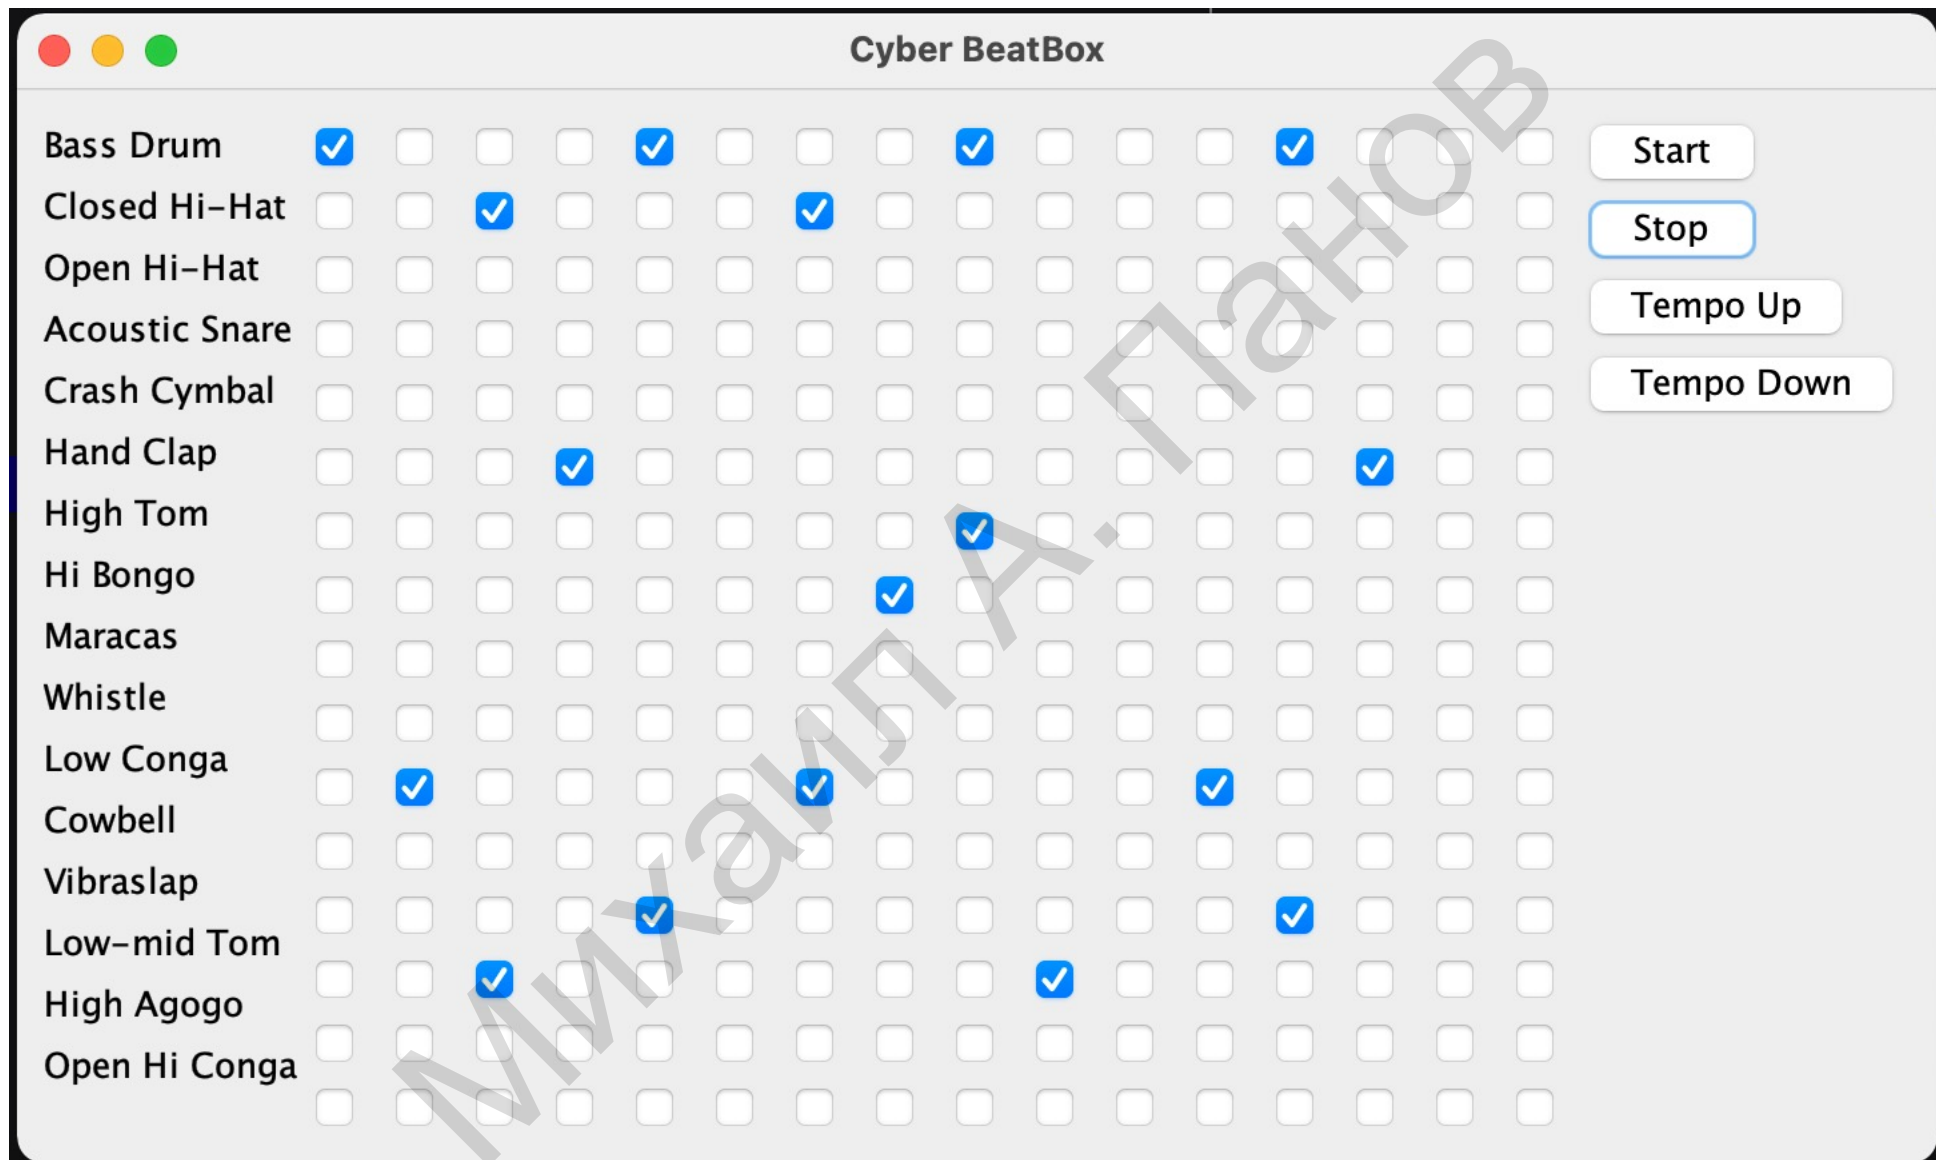 Cyber BeatBox
Bass Drum
Closed Hi-Hat
Open Hi-Hat
Acoustic Snare
Crash Cymbal
Hand Clap
High Tom
Hi Bongo
Maracas
Whistle
Low Conga
Cowbell
Vibraslap
Low-mid Tom
High Agogo
Open Hi Conga
Start
Stop
Tempo Up
Tempo Down
Михаил А. Панов